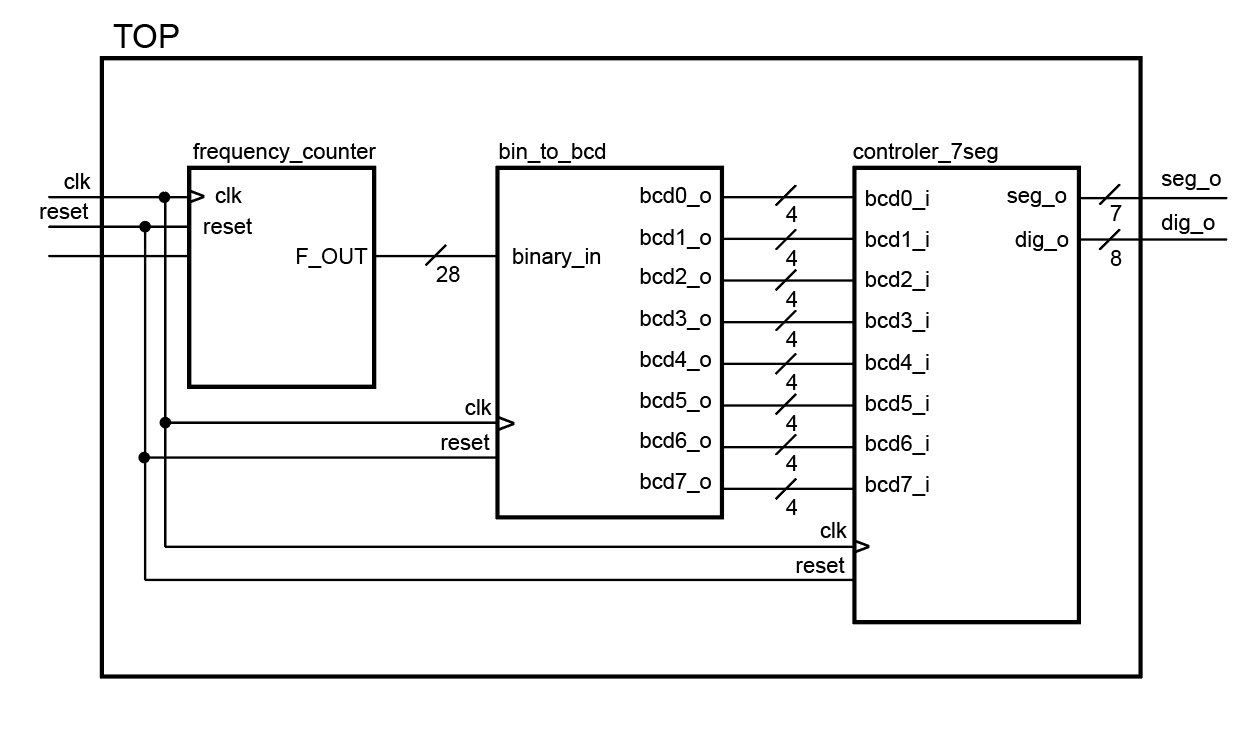 TOP
frequency_counter
bin_to_bcd
controler_7seg
clk
reset
clk
reset
F_OUT
28
binary_in
clk
reset
bcd0_o
bcd1_o
bcd2_o
bcd3_o
bcd4_o
bcd5_o
bcd6_o
bcd7_o
4
4
4
4
4
4
4
4
bcd0_i
bcd1_i
bcd2_i
bcd3_i
bcd4_i
bcd5_i
bcd6_i
bcd7_i
clk
reset
seg_o
dig_o
7
8
seg_o
dig_o